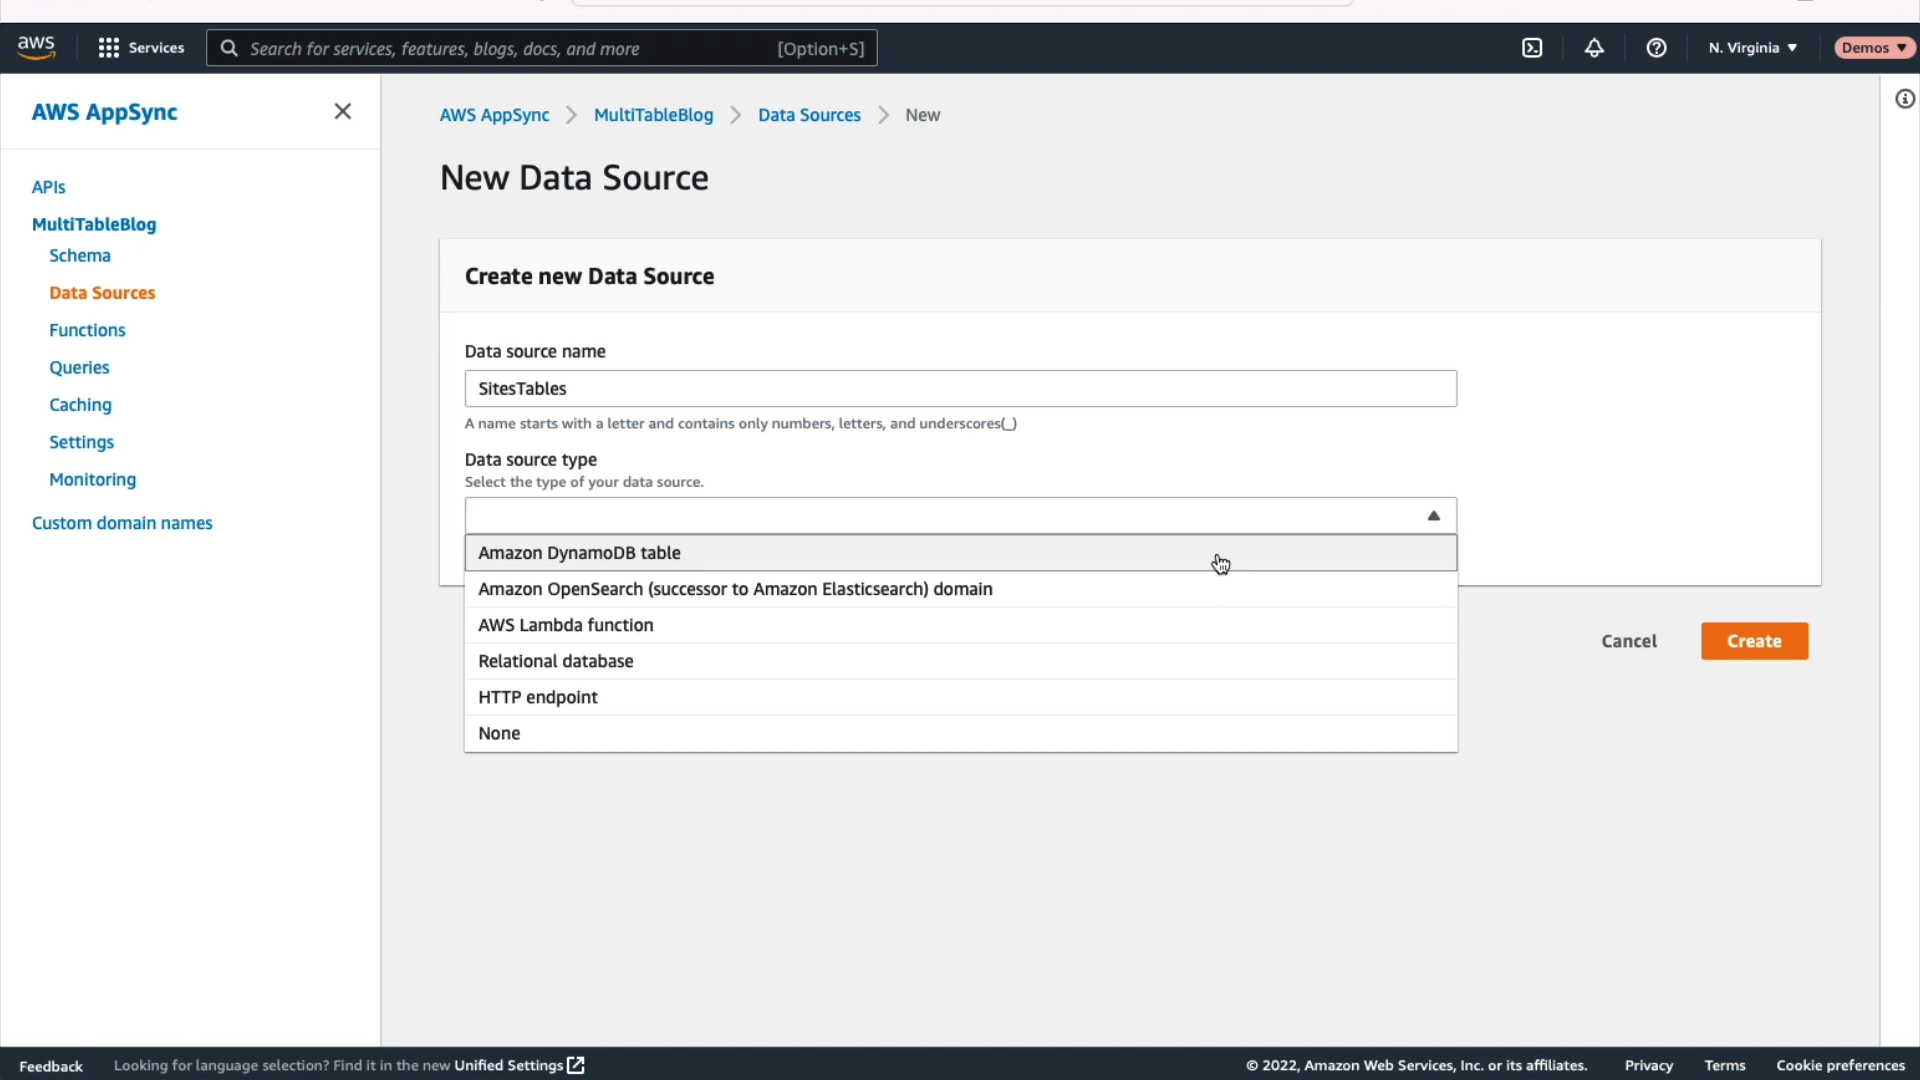 aws
Services
Search for services, features, blogs, docs, and more [Option+S]
N. Virginia ▼
Demos ▼
AWS AppSync
APIs
MultiTableBlog
Schema
Data Sources
Functions
Queries
Caching
Settings
Monitoring
Custom domain names
AWS AppSync > MultiTableBlog > Data Sources > New
New Data Source
Create new Data Source
Data source name
SitesTables
A name starts with a letter and contains only numbers, letters, and underscores(_)
Data source type
Select the type of your data source.
Amazon DynamoDB table
Amazon OpenSearch (successor to Amazon Elasticsearch) domain
AWS Lambda function
Relational database
HTTP endpoint
None
Cancel
Create
Feedback
Looking for language selection? Find it in the new Unified Settings
© 2022, Amazon Web Services, Inc. or its affiliates.
Privacy
Terms
Cookie preferences